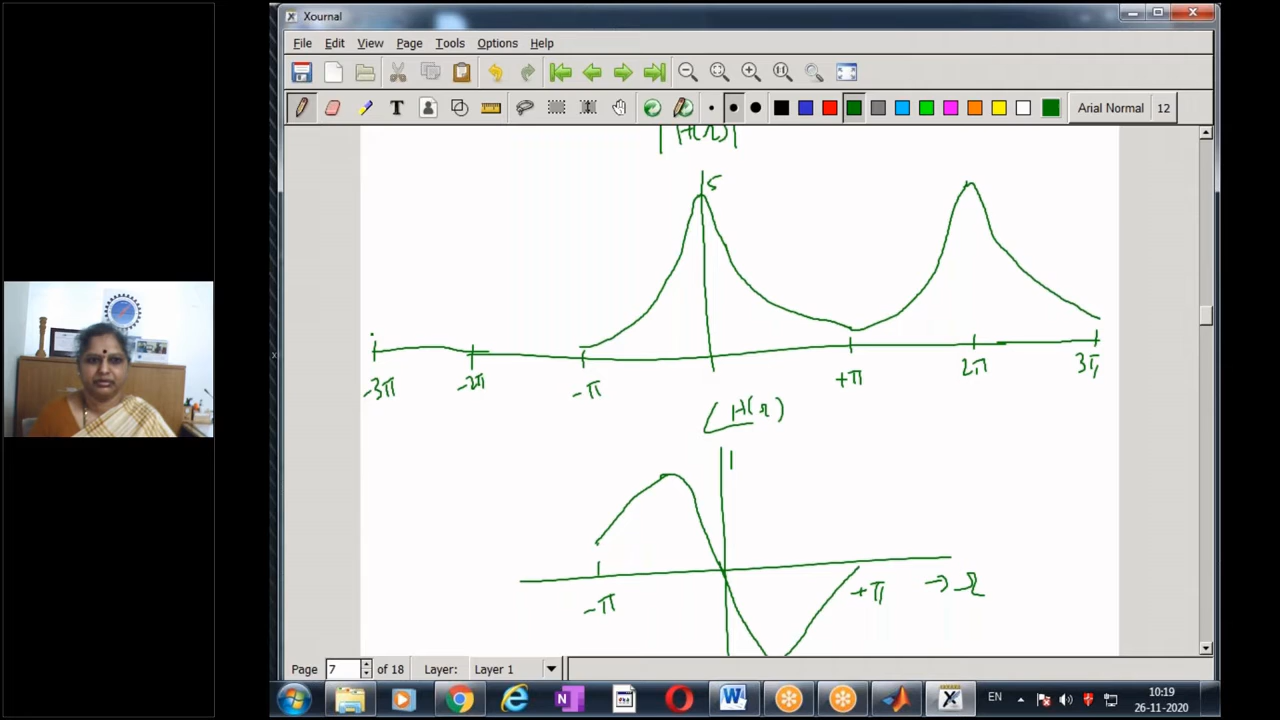 Xournal
File Edit View Page Tools Options Help
Arial Normal 12
|H(Ω)|
5
-3π -2π -π +π 2π 3π
∠H(Ω)
-π +π → Ω
Page 7 of 18 Layer: Layer 1
EN 10:19
26-11-2020